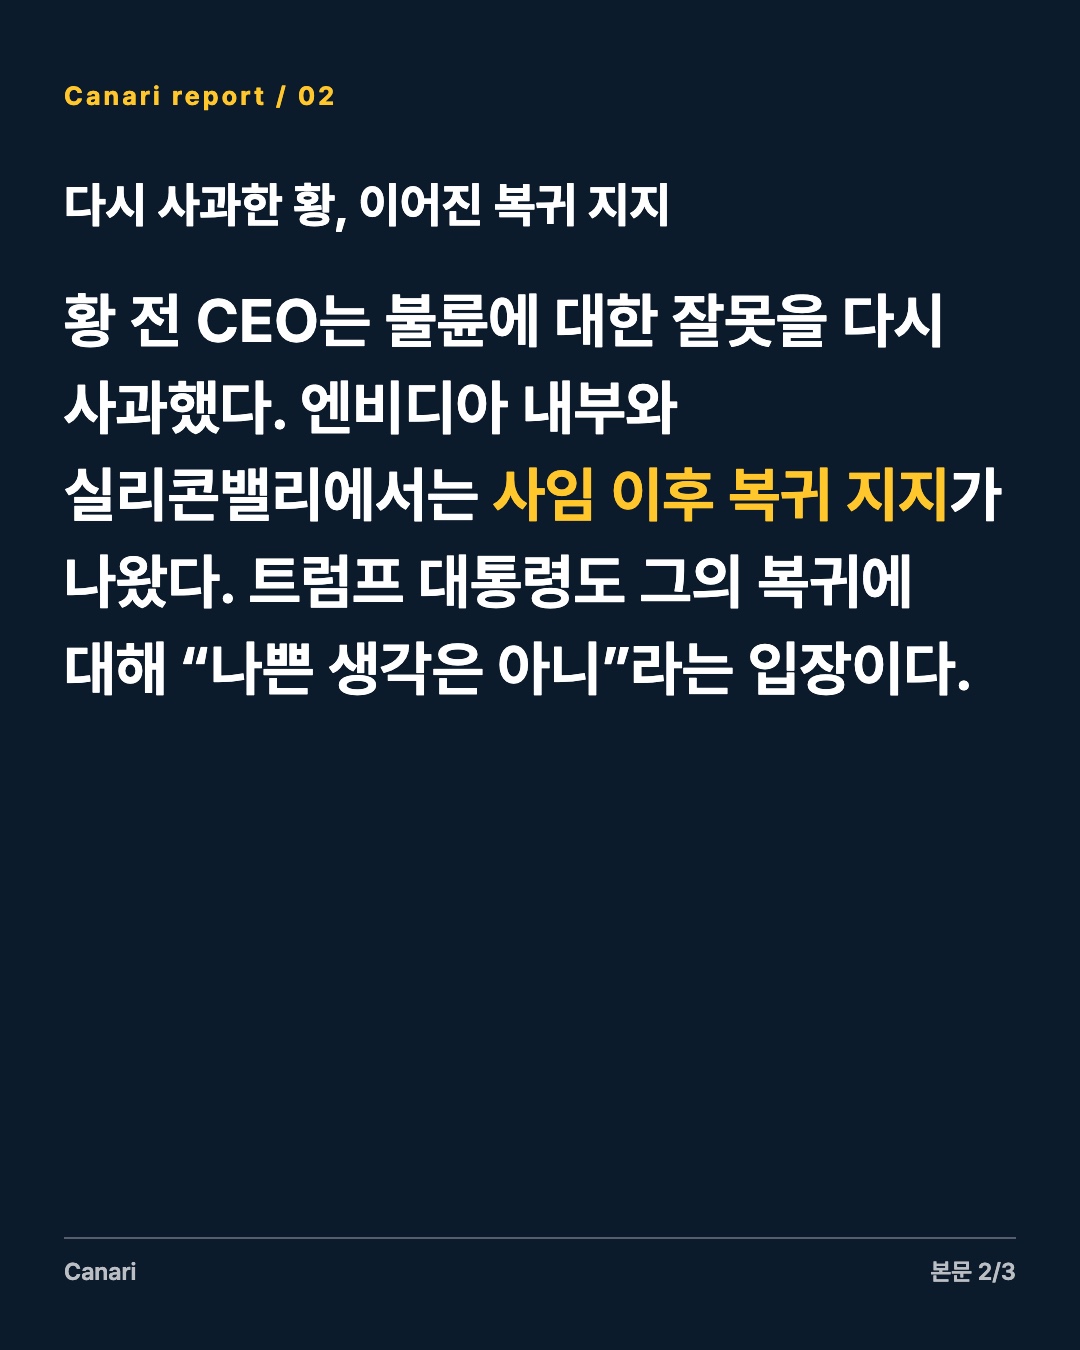 Canari report / 02
다시 사과한 황, 이어진 복귀 지지
황 전 CEO는 불륜에 대한 잘못을 다시
사과했다. 엔비디아 내부와
실리콘밸리에서는 사임 이후 복귀 지지가
나왔다. 트럼프 대통령도 그의 복귀에
대해 “나쁜 생각은 아니”라는 입장이다.
Canari
본문 2/3